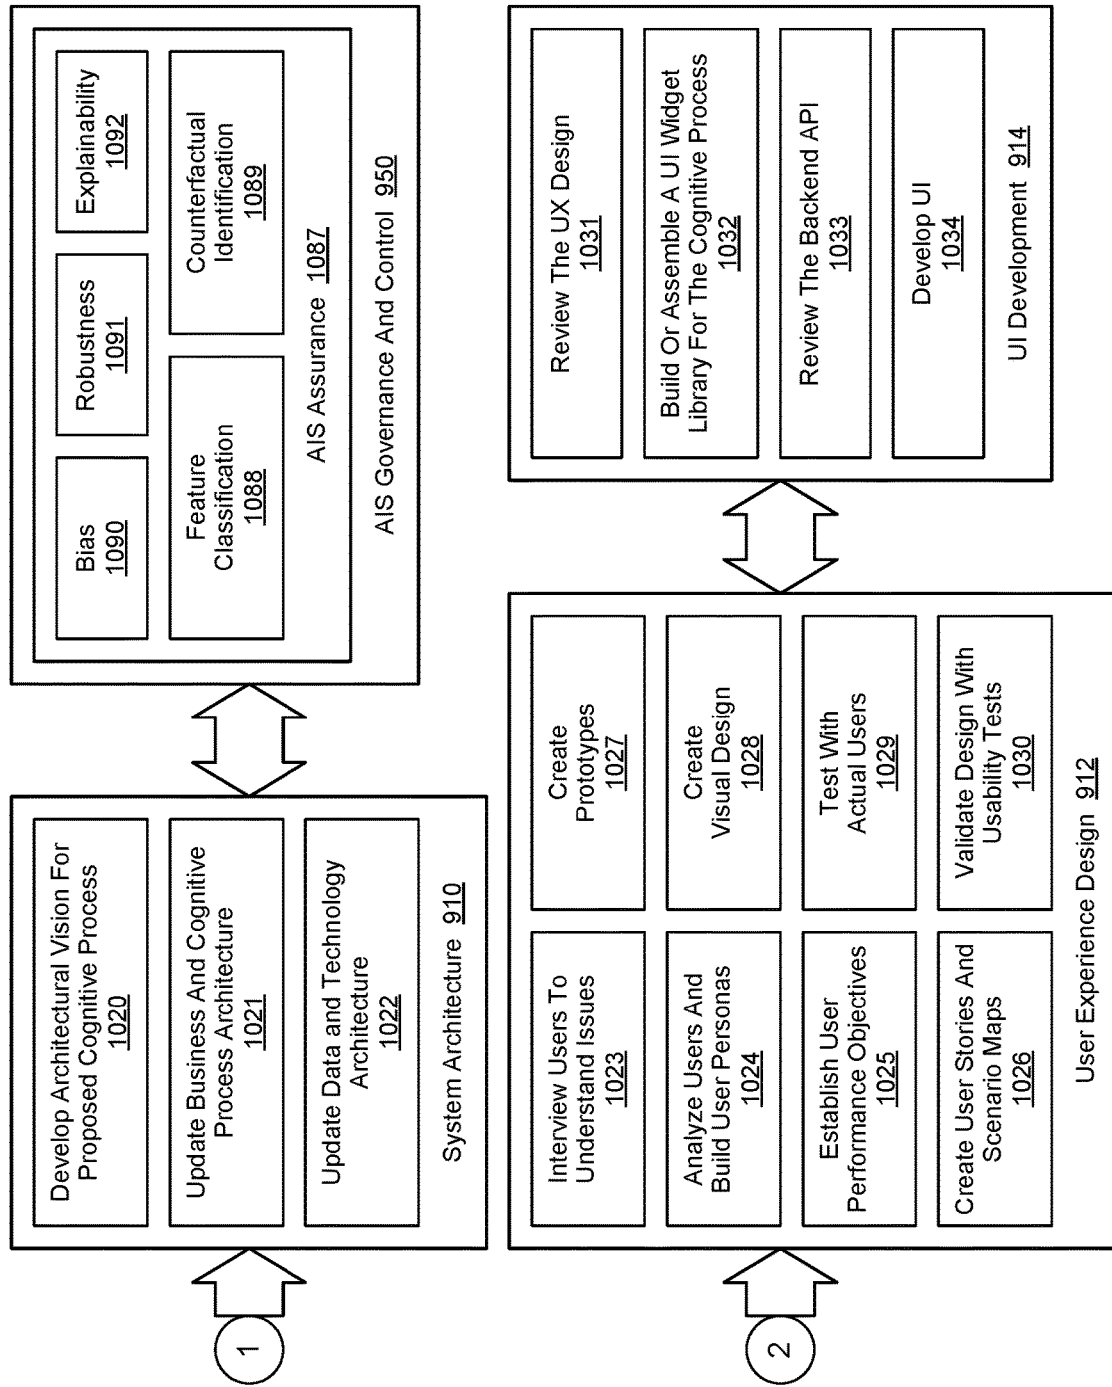 1
Develop Architectural Vision For
Proposed Cognitive Process
1020
Update Business And Cognitive
Process Architecture
1021
Update Data and Technology
Architecture
1022
System Architecture 910
Bias
1090
Robustness
1091
Explainability
1092
Feature
Classification
1088
Counterfactual
Identification
1089
AIS Assurance 1087
AIS Governance And Control 950
2
Interview Users To
Understand Issues
1023
Analyze Users And
Build User Personas
1024
Establish User
Performance Objectives
1025
Create User Stories And
Scenario Maps
1026
Create
Prototypes
1027
Create
Visual Design
1028
Test With
Actual Users
1029
Validate Design With
Usability Tests
1030
User Experience Design 912
Review The UX Design
1031
Build Or Assemble A UI Widget
Library For The Cognitive Process
1032
Review The Backend API
1033
Develop UI
1034
UI Development 914